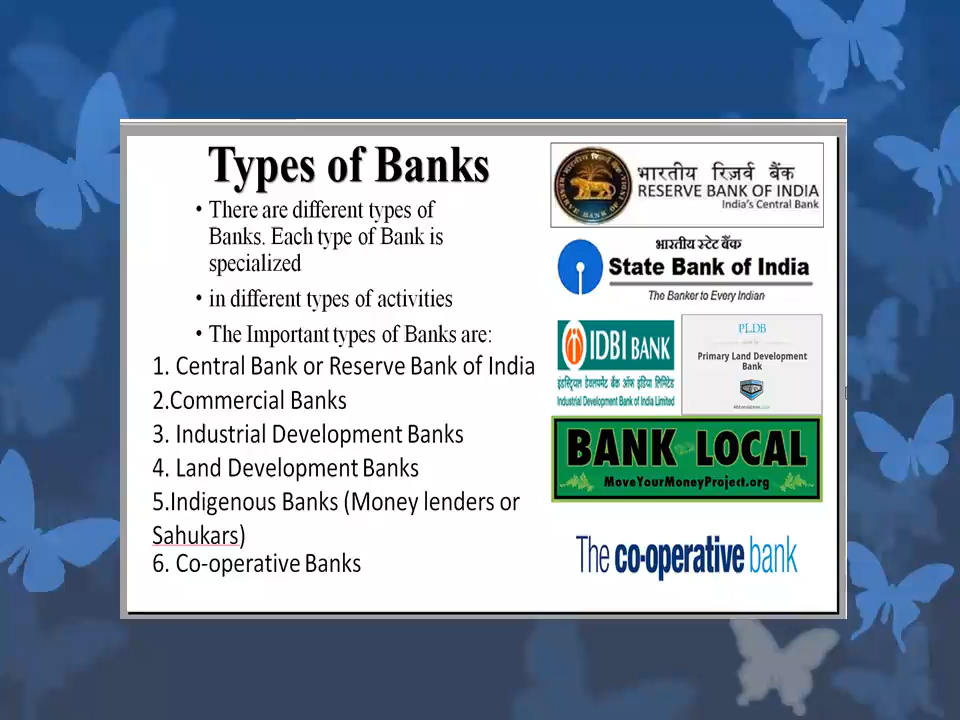 Types of Banks
• There are different types of
Banks. Each type of Bank is
specialized
• in different types of activities
• The Important types of Banks are:
1. Central Bank or Reserve Bank of India
2.Commercial Banks
3. Industrial Development Banks
4. Land Development Banks
5.Indigenous Banks (Money lenders or
Sahukars)
6. Co-operative Banks
भारतीय रिज़र्व बैंक
RESERVE BANK OF INDIA
India's Central Bank
भारतीय स्टेट बैंक
State Bank of India
The Banker to Every Indian
IDBI BANK
इंडस्ट्रियल डेवलपमेंट बैंक ऑफ इंडिया लिमिटेड
Industrial Development Bank of India Limited
PLDB
Primary Land Development
Bank
BANK LOCAL
MoveYourMoneyProject.org
The co-operative bank